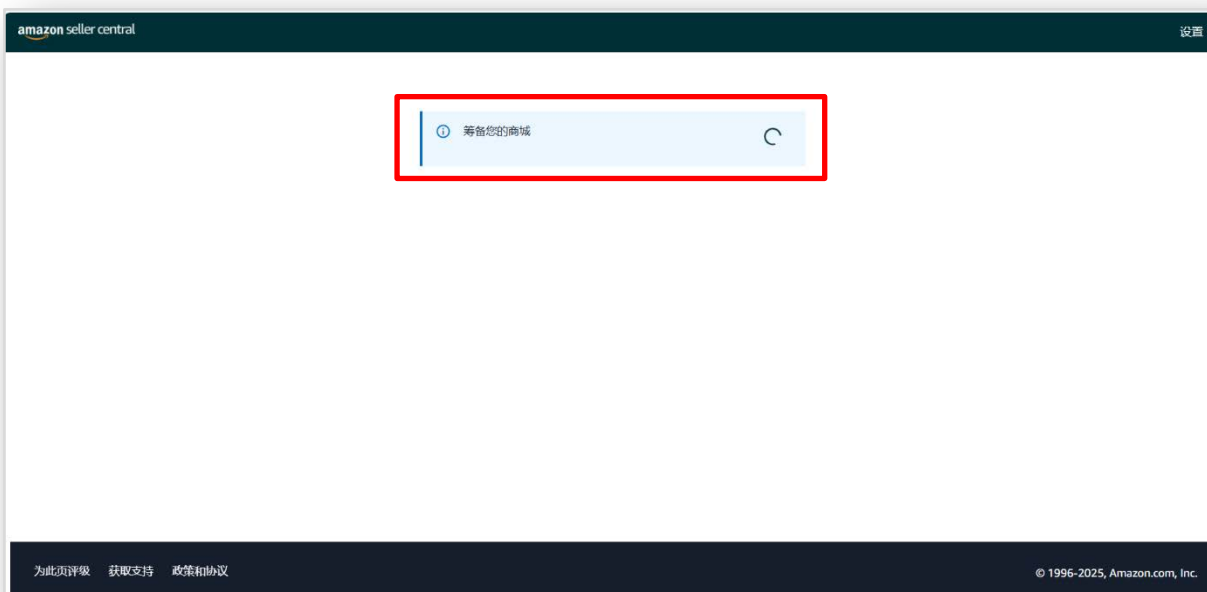 amazon seller central
设置
筹备您的商城
为此页评级 获取支持 政策和协议
© 1996-2025, Amazon.com, Inc.